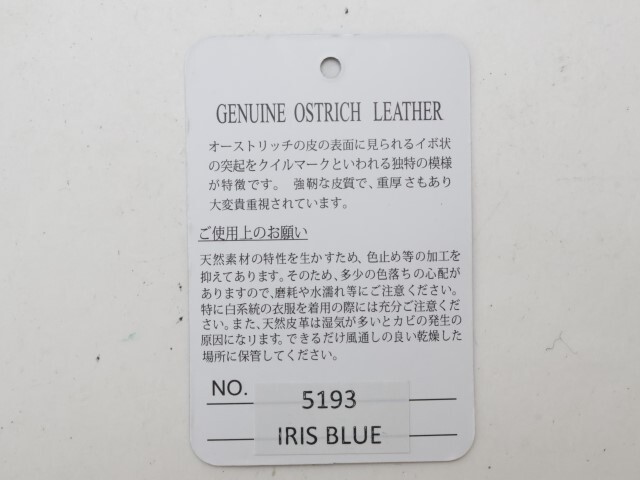 GENUINE OSTRICH LEATHER
オーストリッチの皮の表面に見られるイボ状
の突起をクイルマークといわれる独特の模様
が特徴です。 強靭な皮質で、重厚さもあり
大変貴重視されています。
ご使用上のお願い
天然素材の特性を生かすため、色止め等の加工を
抑えてあります。そのため、多少の色落ちの心配が
ありますので、磨耗や水濡れ等にご注意ください。
特に白系統の衣服を着用の際には充分ご注意くだ
さい。また、天然皮革は湿気が多いとカビの発生の
原因になります。できるだけ風通しの良い乾燥した
場所に保管してください。
NO. 5193
IRIS BLUE